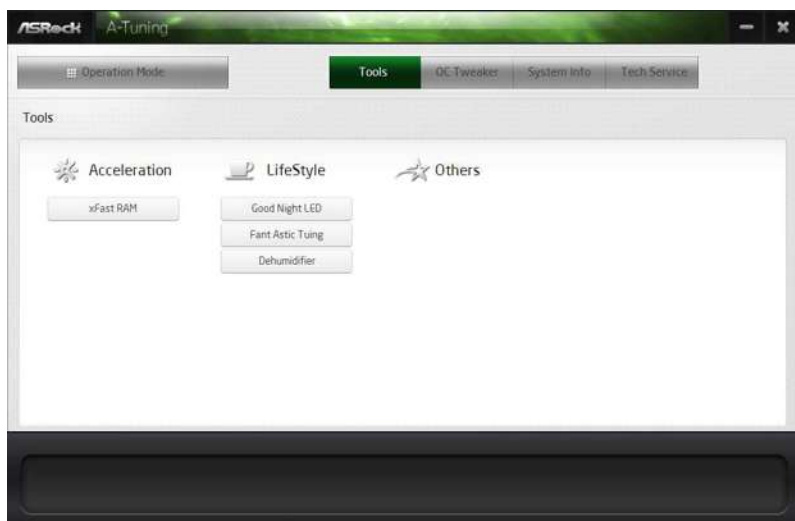 ASRock A-Tuning
Operation Mode Tools OC Tweaker System Info Tech Service
Tools
Acceleration LifeStyle Others
xFast RAM Good Night LED
Fant Astic Tuing
Dehumidifier